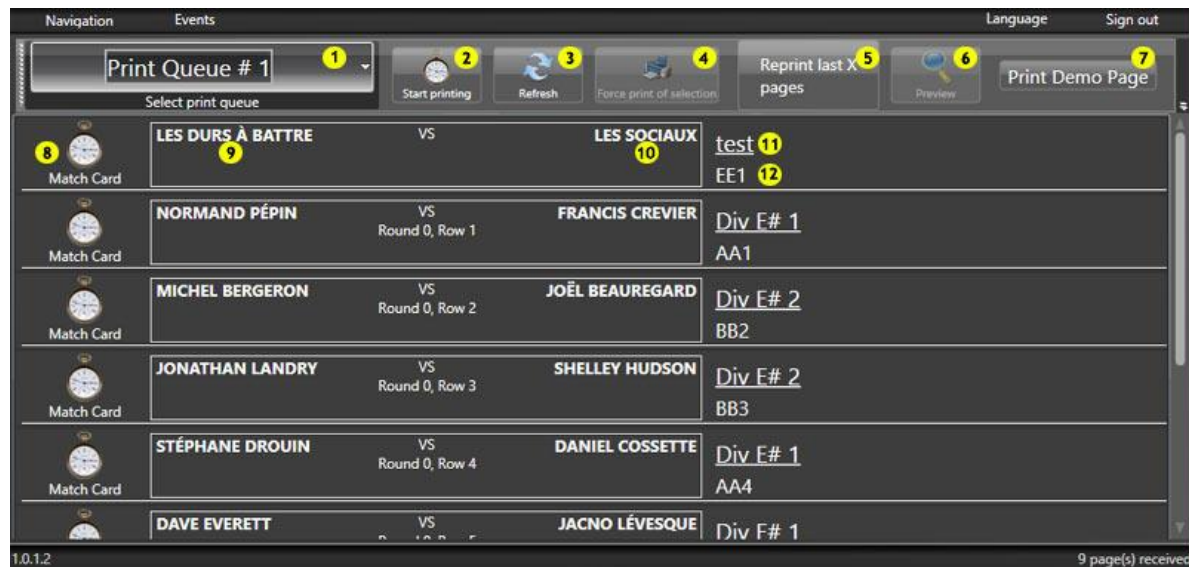 Navigation Events Language Sign out
Print Queue # 1 1 2 3 4 Reprint last X 5 6 7
pages Print Demo Page
Select print queue Start printing Refresh Force print of selection Preview
LES DURS À BATTRE VS LES SOCIAUX test 11
8 9 10
Match Card EE1 12
NORMAND PÉPIN VS FRANCIS CREVIER Div E# 1
Round 0, Row 1
Match Card AA1
MICHEL BERGERON VS JOËL BEAUREGARD Div E# 2
Round 0, Row 2
Match Card BB2
JONATHAN LANDRY VS SHELLEY HUDSON Div E# 2
Round 0, Row 3
Match Card BB3
STÉPHANE DROUIN VS DANIEL COSSETTE Div E# 1
Round 0, Row 4
Match Card AA4
DAVE EVERETT VS JACNO LÉVESQUE Div E# 1
1.0.1.2 9 page(s) received